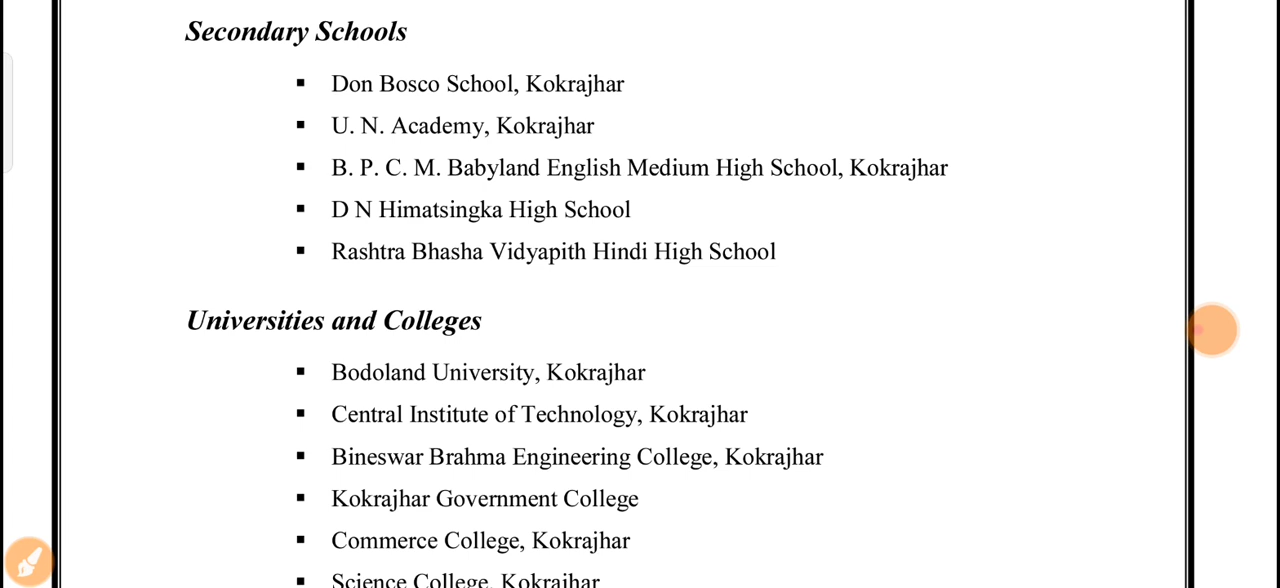 Secondary Schools
▪ Don Bosco School, Kokrajhar
▪ U. N. Academy, Kokrajhar
▪ B. P. C. M. Babyland English Medium High School, Kokrajhar
▪ D N Himatsingka High School
▪ Rashtra Bhasha Vidyapith Hindi High School
Universities and Colleges
▪ Bodoland University, Kokrajhar
▪ Central Institute of Technology, Kokrajhar
▪ Bineswar Brahma Engineering College, Kokrajhar
▪ Kokrajhar Government College
▪ Commerce College, Kokrajhar
▪ Science College, Kokrajhar